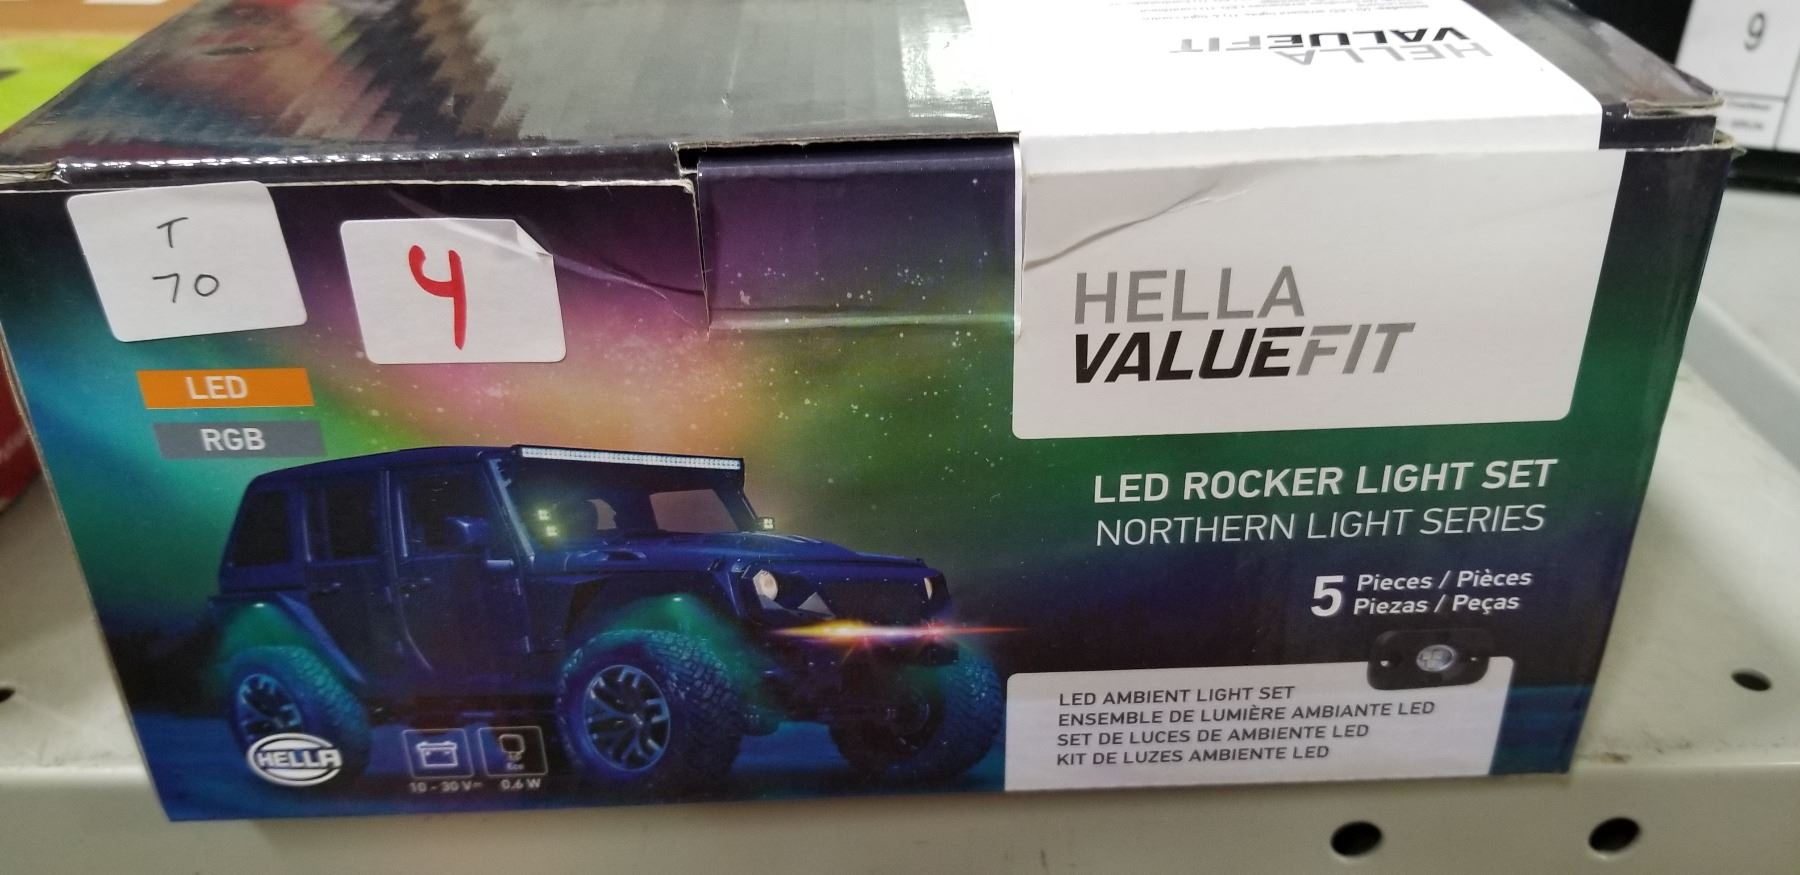 HELLA
VALUEFIT
9
T
70
4
LED
RGB
HELLA
VALUEFIT
LED ROCKER LIGHT SET
NORTHERN LIGHT SERIES
5 Pieces / Pièces
Piezas / Peças
LED AMBIENT LIGHT SET
ENSEMBLE DE LUMIÈRE AMBIANTE LED
SET DE LUCES DE AMBIENTE LED
KIT DE LUZES AMBIENTE LED
HELLA
10 - 30 V
0.6 W